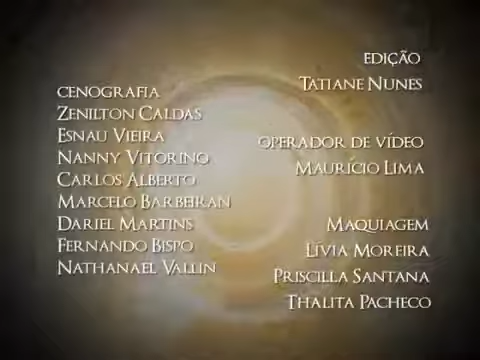 CENOGRAFIA
ZENILTON CALDAS
ESNAU VIEIRA
NANNY VITORINO
CARLOS ALBERTO
MARCELO BARBEIRAN
DARIEL MARTINS
FERNANDO BISPO
NATHANAEL VALLIN
EDIÇÃO
TATIANE NUNES
OPERADOR DE VÍDEO
MAURÍCIO LIMA
MAQUIAGEM
LÍVIA MOREIRA
PRISCILLA SANTANA
THALITA PACHECO